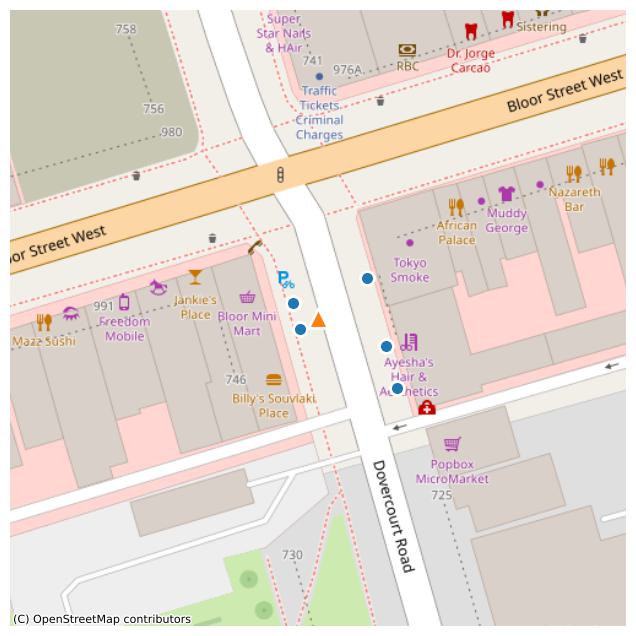 758
Super
Star Nails
& HAir
741
976A
RBC
Dr. Jorge
Carcao
Sistering
Traffic
Tickets
Criminal
Charges
Bloor Street West
756
980
Nazareth
Bar
Muddy
George
African
Palace
Tokyo
Smoke
oor Street West
991
Freedom
Mobile
Jankie's
Place
Bloor Mini
Mart
Mazz Sushi
746
Billy's Souvlaki
Place
Ayesha's
Hair &
Aesthetics
Popbox
MicroMarket
725
Dovercourt Road
730
(C) OpenStreetMap contributors